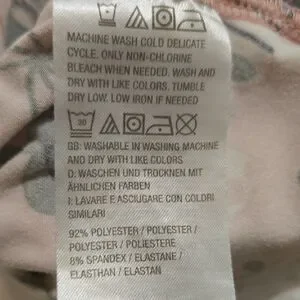 MACHINE WASH COLD DELICATE
CYCLE. ONLY NON-CHLORINE
BLEACH WHEN NEEDED. WASH AND
DRY WITH LIKE COLORS. TUMBLE
DRY LOW. LOW IRON IF NEEDED
30
GB: WASHABLE IN WASHING MACHINE
AND DRY WITH LIKE COLORS
D: WASCHEN UND TROCKNEN MIT
ÄHNLICHEN FARBEN
I: LAVARE E ASCIUGARE CON COLORI
SIMILARI
92% POLYESTER / POLYESTER /
POLYESTER / POLIESTERE
8% SPANDEX / ELASTANE /
ELASTHAN / ELASTAN